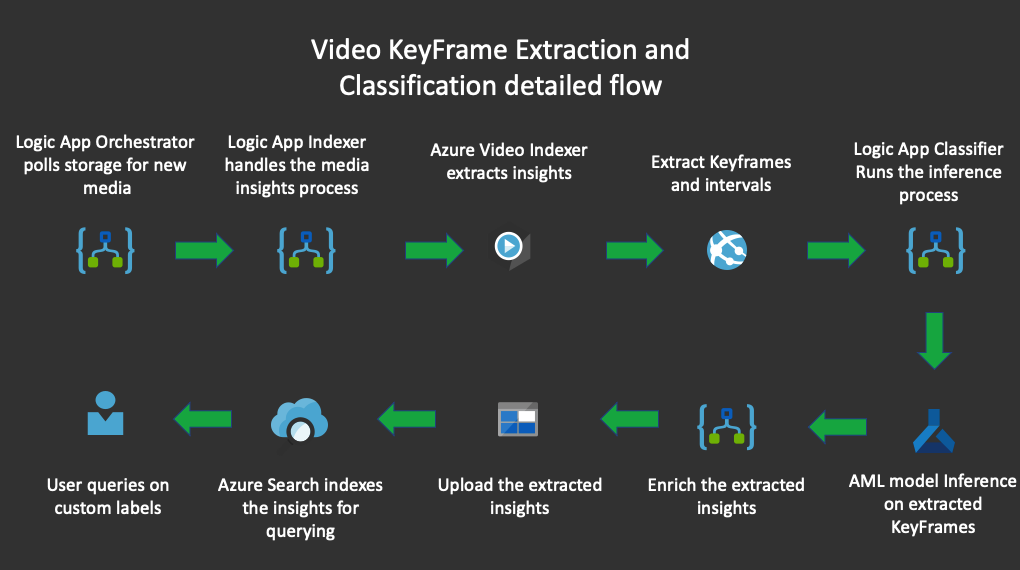 Video KeyFrame Extraction and
Classification detailed flow
Logic App Orchestrator
polls storage for new
media
Logic App Indexer
handles the media
insights process
Azure Video Indexer
extracts insights
Extract Keyframes
and intervals
Logic App Classifier
Runs the inference
process
User queries on
custom labels
Azure Search indexes
the insights for
querying
Upload the extracted
insights
Enrich the extracted
insights
AML model Inference
on extracted
KeyFrames